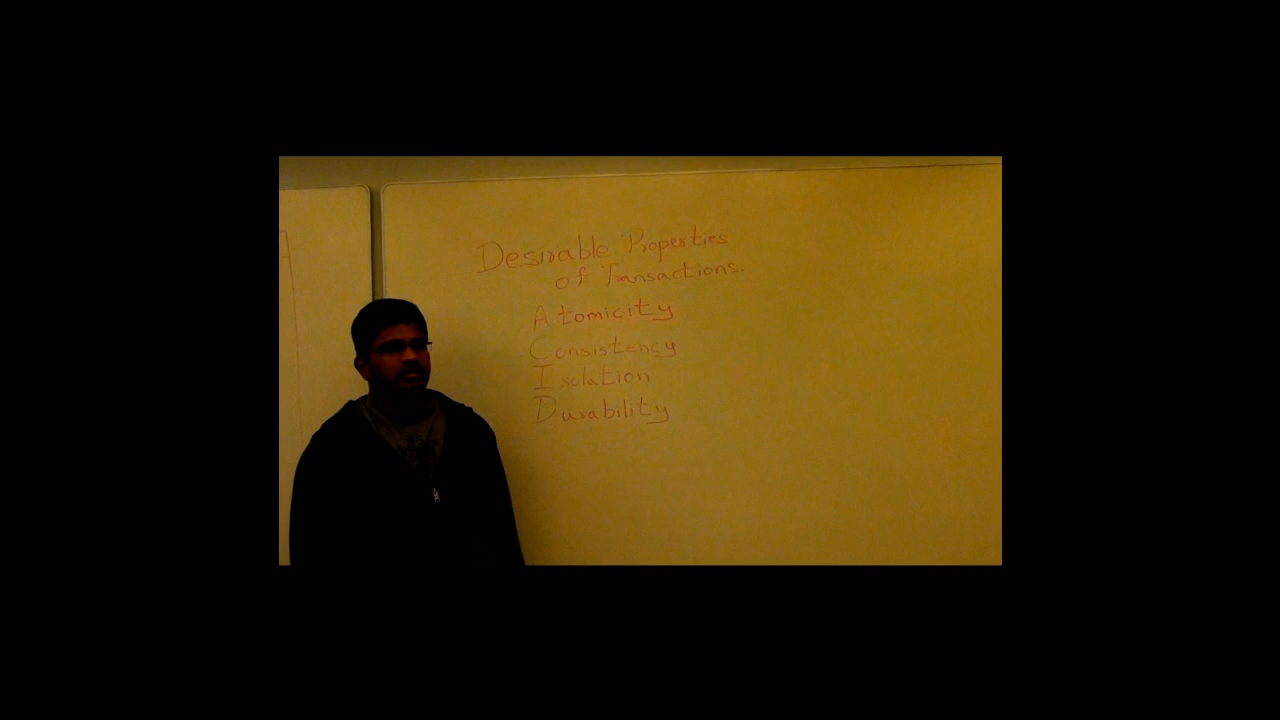 Desirable Properties
of Transactions.
Atomicity
Consistency
Isolation
Durability